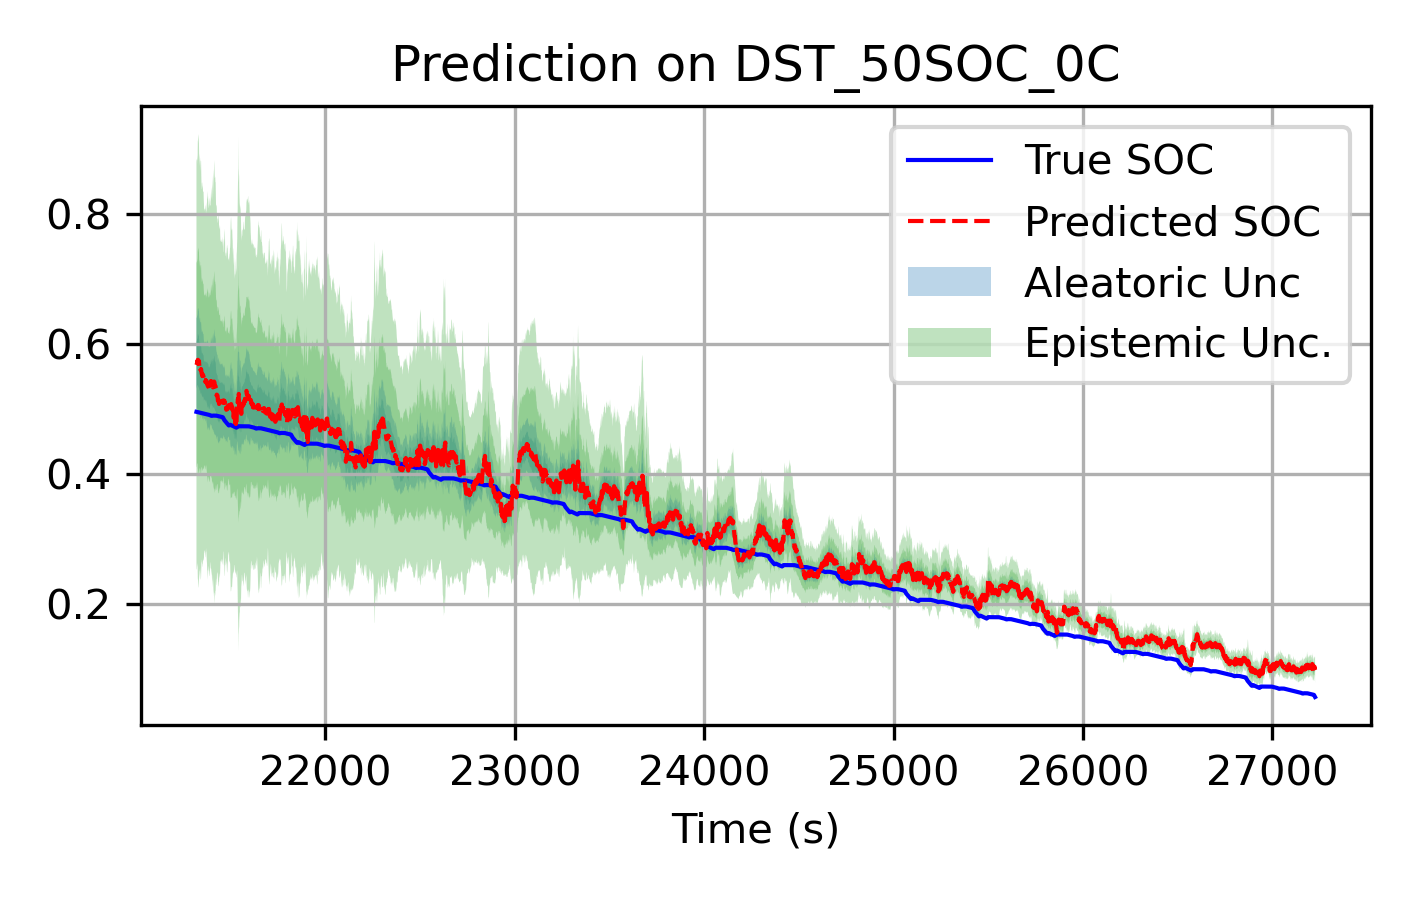 Prediction on DST_50SOC_0C
True SOC
Predicted SOC
Aleatoric Unc
Epistemic Unc.
0.8
0.6
0.4
0.2
22000 23000 24000 25000 26000 27000
Time (s)